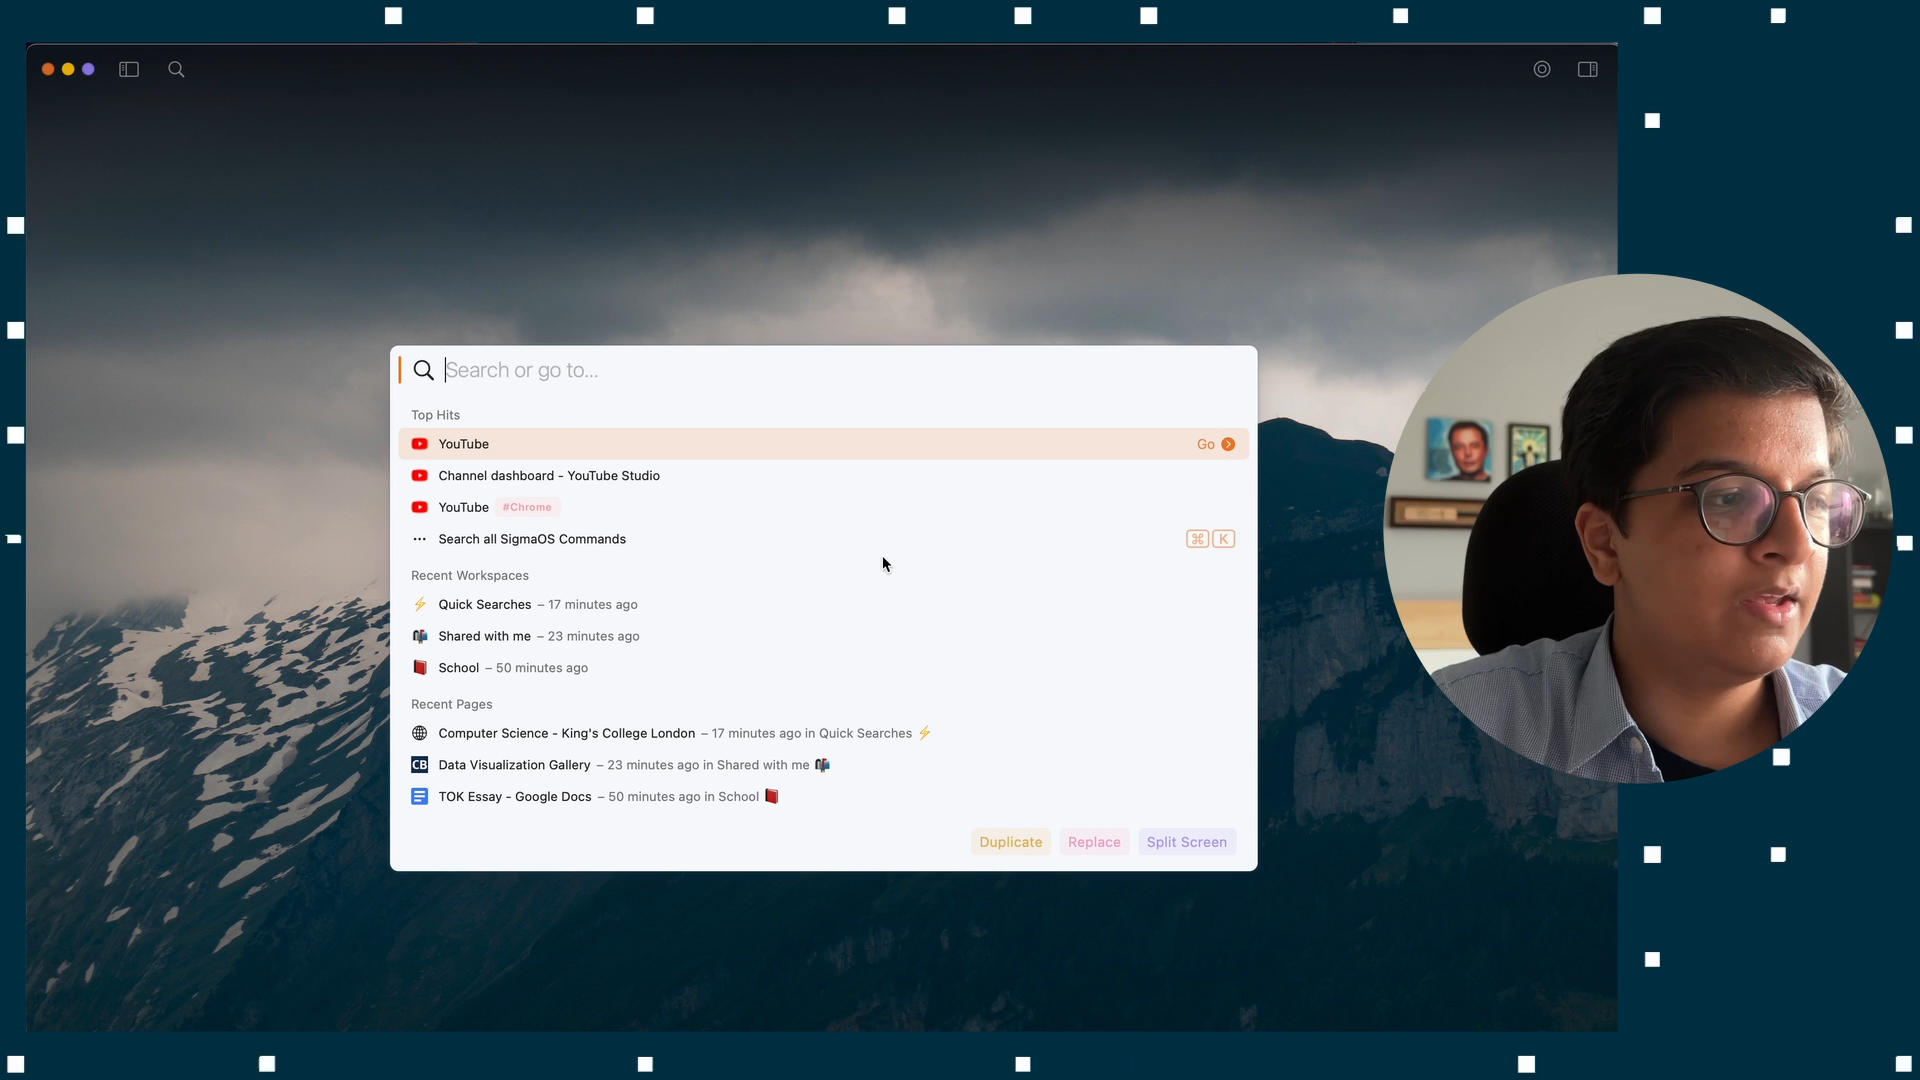 Search or go to...
Top Hits
YouTube Go
Channel dashboard - YouTube Studio
YouTube #Chrome
Search all SigmaOS Commands ⌘ K
Recent Workspaces
Quick Searches – 17 minutes ago
Shared with me – 23 minutes ago
School – 50 minutes ago
Recent Pages
Computer Science - King's College London – 17 minutes ago in Quick Searches ⚡
CB Data Visualization Gallery – 23 minutes ago in Shared with me 📬
TOK Essay - Google Docs – 50 minutes ago in School 📕
Duplicate Replace Split Screen